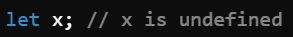 let x; // x is undefined